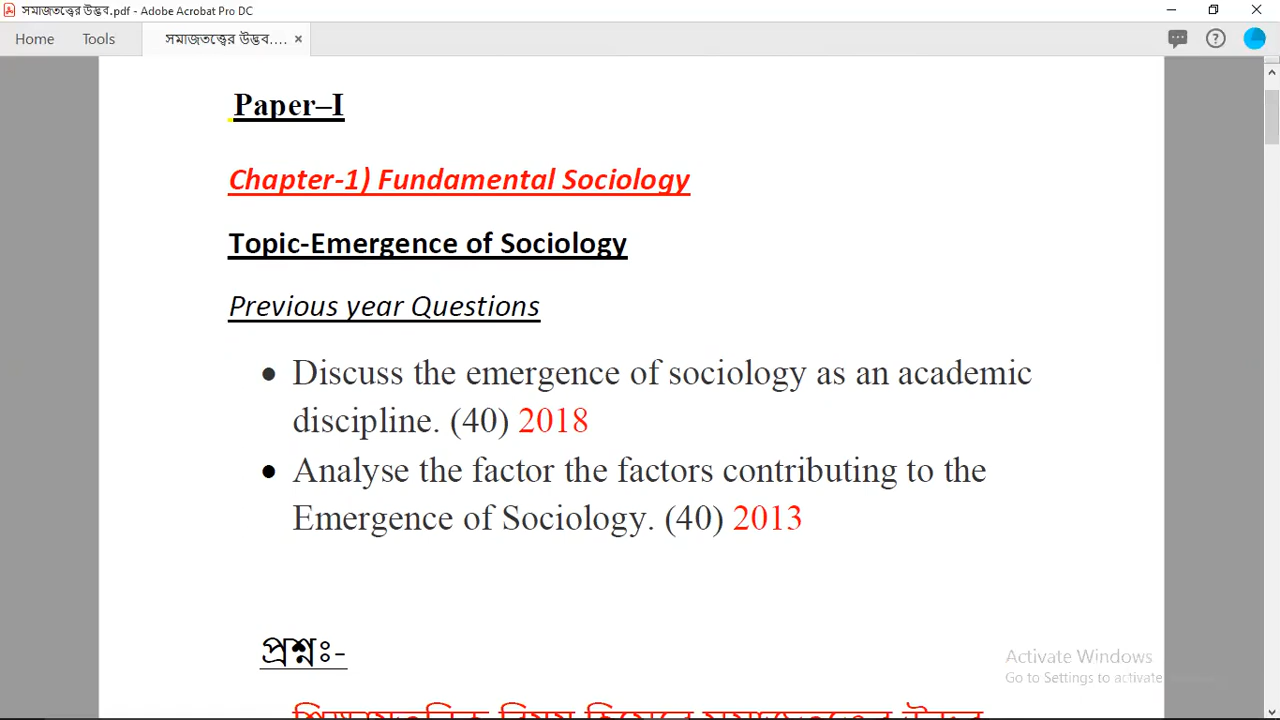 সমাজতত্ত্বের উদ্ভব.pdf - Adobe Acrobat Pro DC
Home Tools সমাজতত্ত্বের উদ্ভব.... ×
Paper–I
Chapter-1) Fundamental Sociology
Topic-Emergence of Sociology
Previous year Questions
• Discuss the emergence of sociology as an academic
discipline. (40) 2018
• Analyse the factor the factors contributing to the
Emergence of Sociology. (40) 2013
প্রশ্নঃ-
Activate Windows
Go to Settings to activate